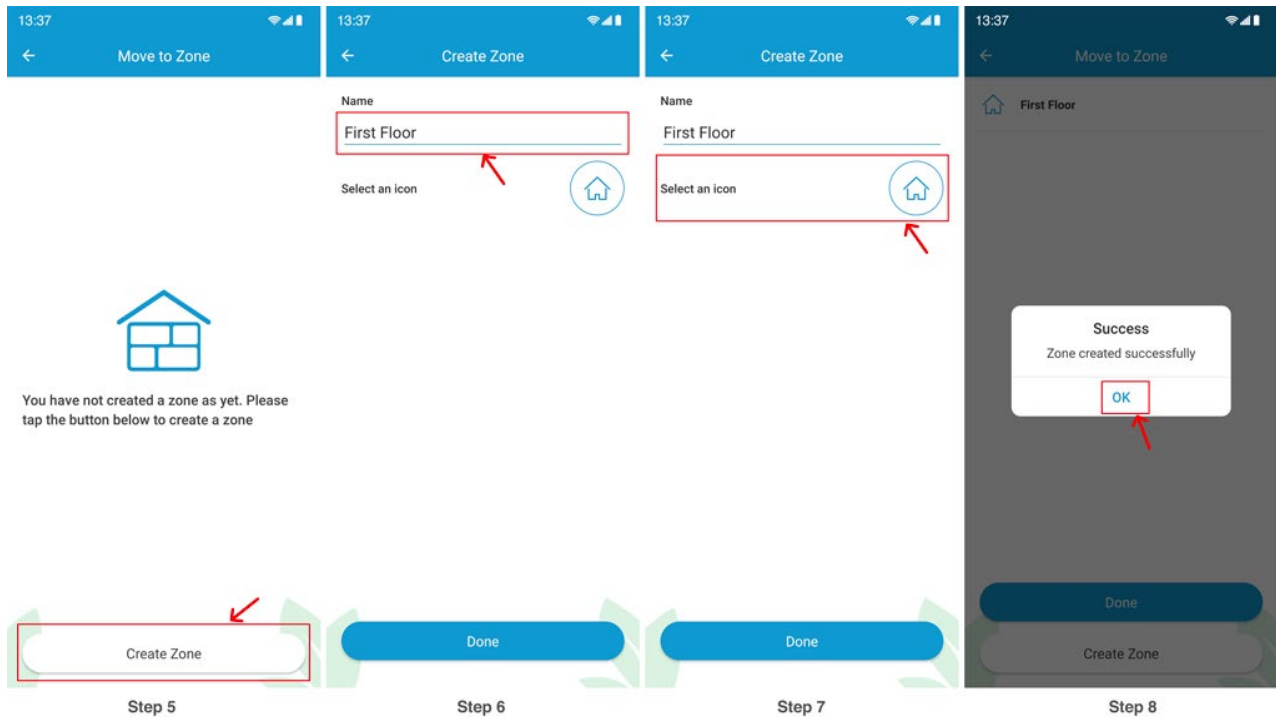 13:37
Move to Zone
You have not created a zone as yet. Please
tap the button below to create a zone
Create Zone
Step 5
13:37
Create Zone
Name
First Floor
Select an icon
Done
Step 6
13:37
Create Zone
Name
First Floor
Select an icon
Done
Step 7
13:37
Move to Zone
First Floor
Success
Zone created successfully
OK
Done
Create Zone
Step 8